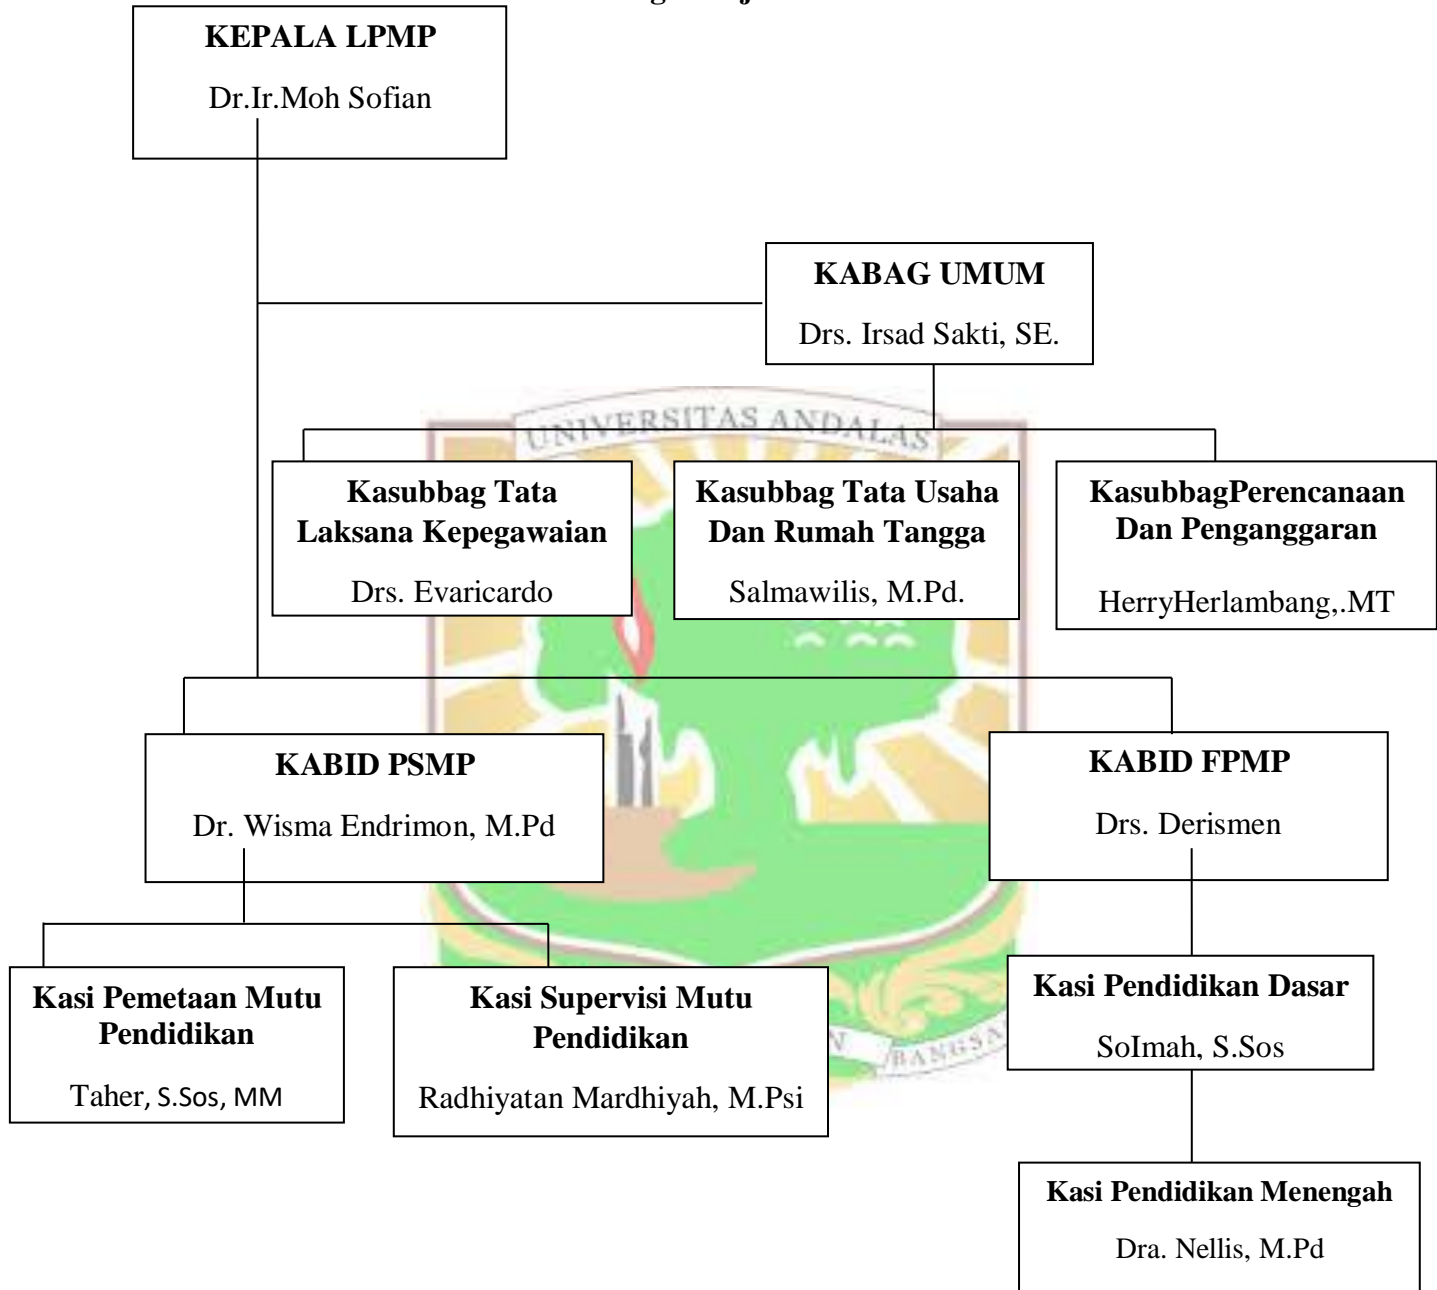 KEPALA LPMP
Dr.Ir.Moh Sofian
KABAG UMUM
Drs. Irsad Sakti, SE.
UNIVERSITAS ANDALAS
Kasubbag Tata
Laksana Kepegawaian
Drs. Evaricardo
Kasubbag Tata Usaha
Dan Rumah Tangga
Salmawilis, M.Pd.
KasubbagPerencanaan
Dan Penganggaran
HerryHerlambang,.MT
KABID PSMP
Dr. Wisma Endrimon, M.Pd
KABID FPMP
Drs. Derismen
Kasi Pemetaan Mutu
Pendidikan
Taher, S.Sos, MM
Kasi Supervisi Mutu
Pendidikan
Radhiyatan Mardhiyah, M.Psi
Kasi Pendidikan Dasar
SoImah, S.Sos
BANGSA
Kasi Pendidikan Menengah
Dra. Nellis, M.Pd